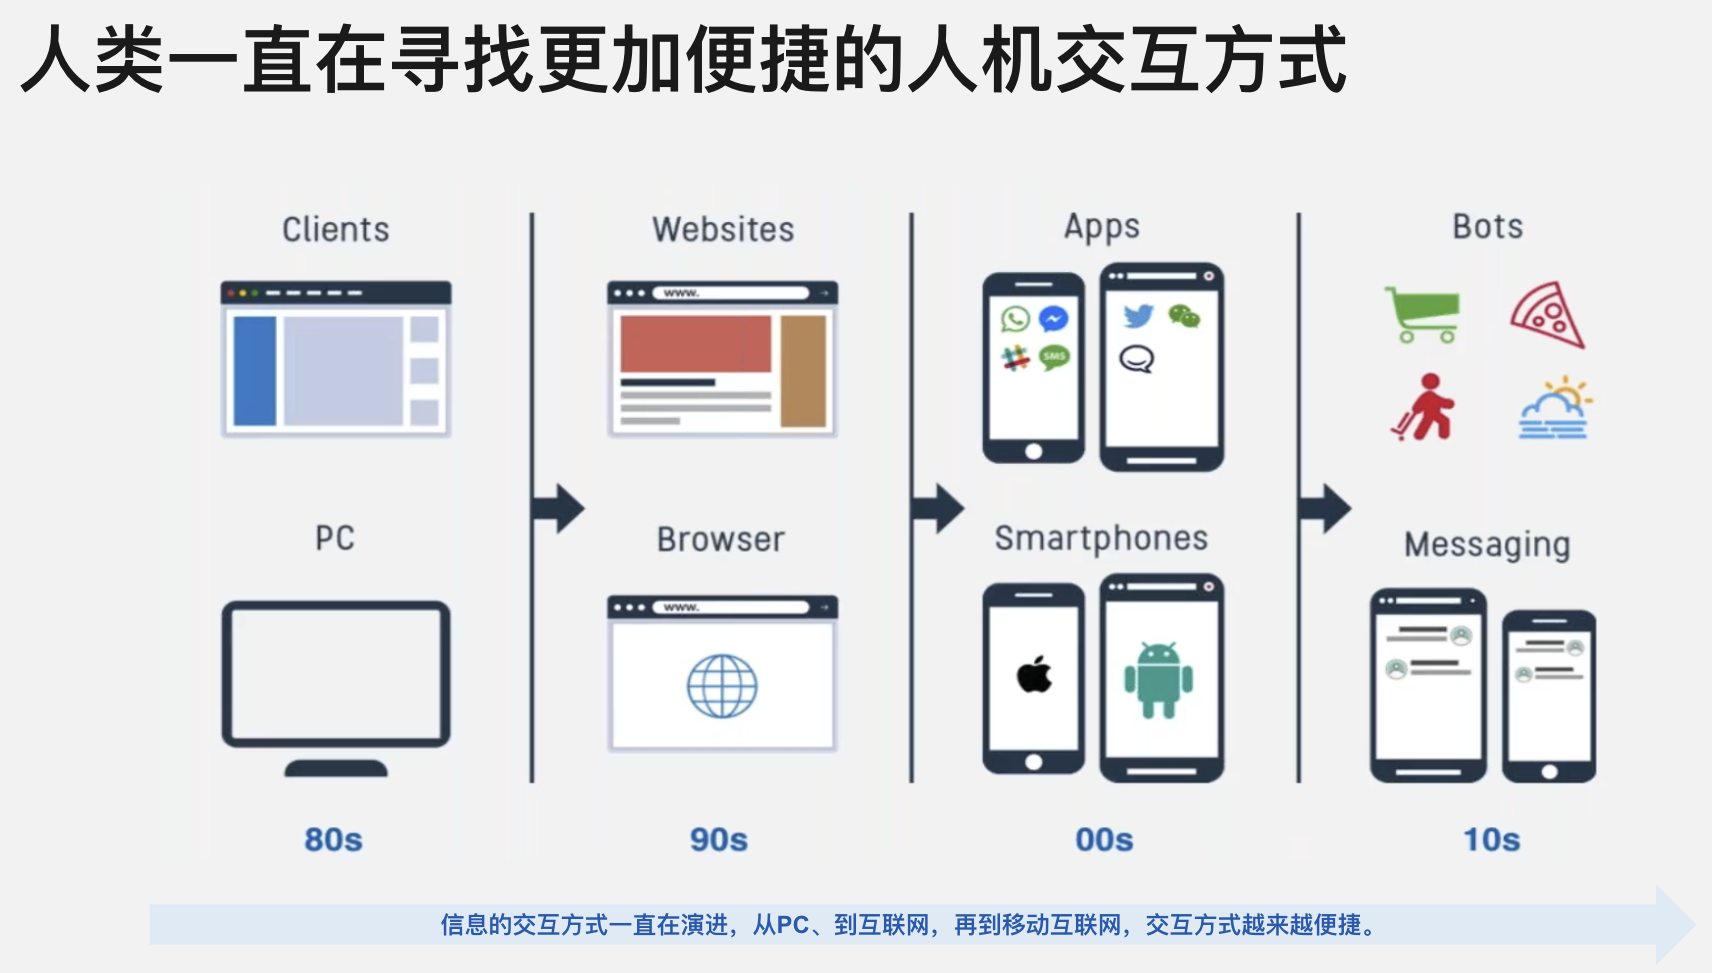 人类一直在寻找更加便捷的人机交互方式
Clients
Websites
Apps
Bots
www.
SMS
PC
Browser
Smartphones
Messaging
www.
80s
90s
00s
10s
信息的交互方式一直在演进，从PC、到互联网，再到移动互联网，交互方式越来越便捷。